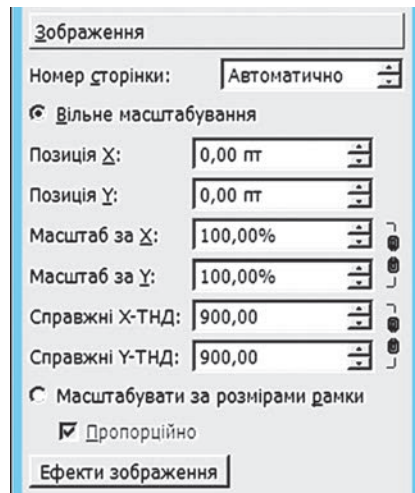 Зображення
Номер сторінки: Автоматично
Вільне масштабування
Позиція X: 0,00 пт
Позиція Y: 0,00 пт
Масштаб за X: 100,00%
Масштаб за Y: 100,00%
Справжні X-ТНД: 900,00
Справжні Y-ТНД: 900,00
Масштабувати за розмірами рамки
Пропорційно
Ефекти зображення